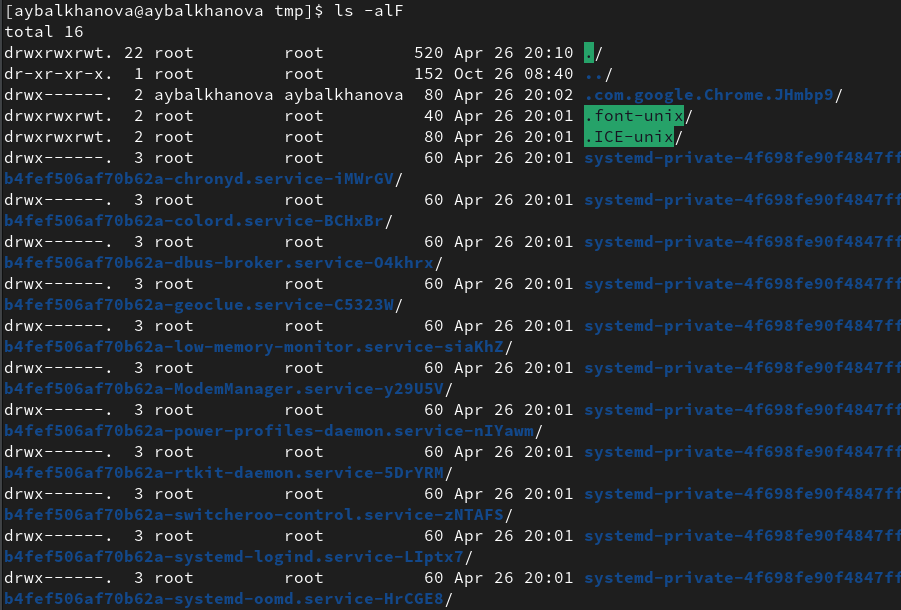 [aybalkhanova@aybalkhanova tmp]$ ls -alF
total 16
drwxrwxrwt. 22 root         root         520 Apr 26 20:10 ./
dr-xr-xr-x.  1 root         root         152 Oct 26 08:40 ../
drwx------.  2 aybalkhanova aybalkhanova  80 Apr 26 20:02 .com.google.Chrome.JHmbp9/
drwxrwxrwt.  2 root         root          40 Apr 26 20:01 .font-unix/
drwxrwxrwt.  2 root         root          80 Apr 26 20:01 .ICE-unix/
drwx------.  3 root         root          60 Apr 26 20:01 systemd-private-4f698fe90f4847ff
b4fef506af70b62a-chronyd.service-iMWrGV/
drwx------.  3 root         root          60 Apr 26 20:01 systemd-private-4f698fe90f4847ff
b4fef506af70b62a-colord.service-BCHxBr/
drwx------.  3 root         root          60 Apr 26 20:01 systemd-private-4f698fe90f4847ff
b4fef506af70b62a-dbus-broker.service-O4khrx/
drwx------.  3 root         root          60 Apr 26 20:01 systemd-private-4f698fe90f4847ff
b4fef506af70b62a-geoclue.service-C5323W/
drwx------.  3 root         root          60 Apr 26 20:01 systemd-private-4f698fe90f4847ff
b4fef506af70b62a-low-memory-monitor.service-siaKhZ/
drwx------.  3 root         root          60 Apr 26 20:01 systemd-private-4f698fe90f4847ff
b4fef506af70b62a-ModemManager.service-y29U5V/
drwx------.  3 root         root          60 Apr 26 20:01 systemd-private-4f698fe90f4847ff
b4fef506af70b62a-power-profiles-daemon.service-nIYawm/
drwx------.  3 root         root          60 Apr 26 20:01 systemd-private-4f698fe90f4847ff
b4fef506af70b62a-rtkit-daemon.service-5DrYRM/
drwx------.  3 root         root          60 Apr 26 20:01 systemd-private-4f698fe90f4847ff
b4fef506af70b62a-switcheroo-control.service-zNTAFS/
drwx------.  3 root         root          60 Apr 26 20:01 systemd-private-4f698fe90f4847ff
b4fef506af70b62a-systemd-logind.service-LIptx7/
drwx------.  3 root         root          60 Apr 26 20:01 systemd-private-4f698fe90f4847ff
b4fef506af70b62a-systemd-oomd.service-HrCGE8/